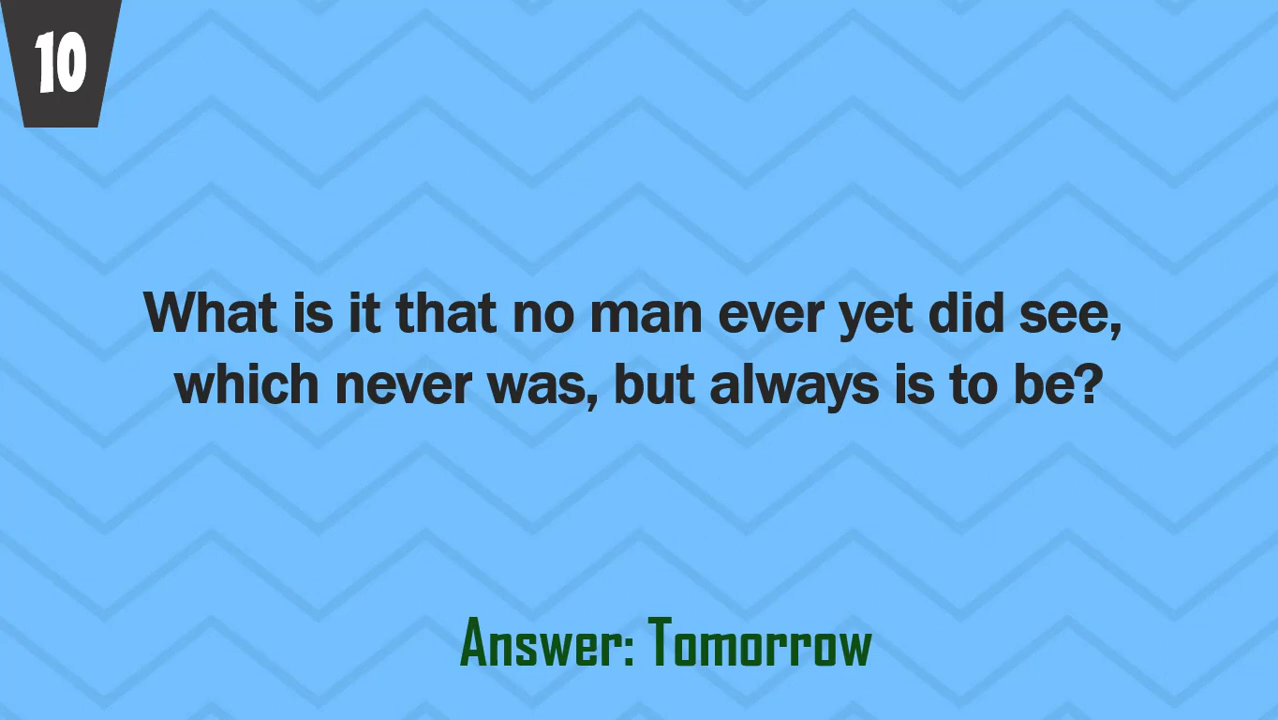 10
What is it that no man ever yet did see,
which never was, but always is to be?
Answer: Tomorrow